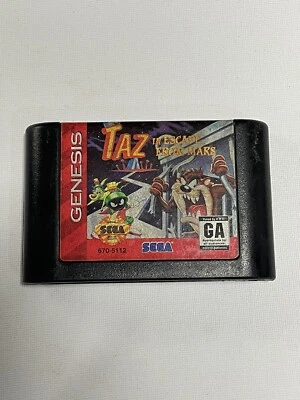 GENESIS
TAZ
IN ESCAPE
FROM MARS
GA
SEGA
SEGA
670-5112